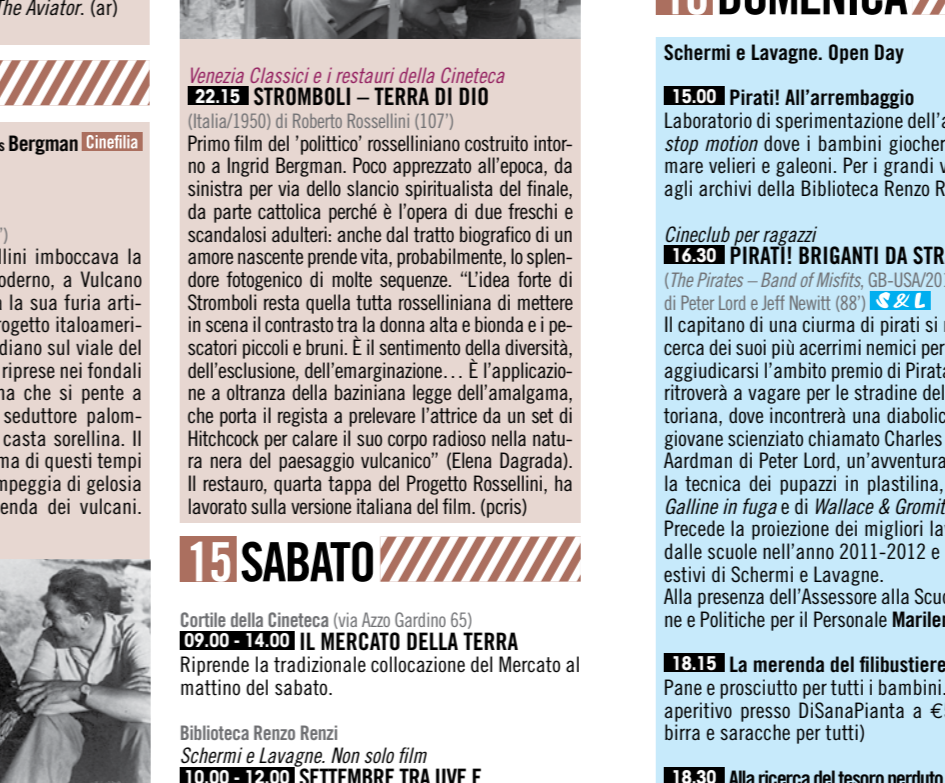 The Aviator. (ar)
s Bergman Cinefilia
')
llini imboccava la
oderno, a Vulcano
la sua furia arti-
rogetto italoameri-
diano sul viale del
riprese nei fondali
na che si pente a
seduttore palom-
casta sorellina. Il
ma di questi tempi
mpeggia di gelosia
enda dei vulcani.
Venezia Classici e i restauri della Cineteca
22.15 STROMBOLI – TERRA DI DIO
(Italia/1950) di Roberto Rossellini (107')
Primo film del 'polittico' rosselliniano costruito intor-
no a Ingrid Bergman. Poco apprezzato all'epoca, da
sinistra per via dello slancio spiritualista del finale,
da parte cattolica perché è l'opera di due freschi e
scandalosi adulteri: anche dal tratto biografico di un
amore nascente prende vita, probabilmente, lo splen-
dore fotogenico di molte sequenze. “L'idea forte di
Stromboli resta quella tutta rosselliniana di mettere
in scena il contrasto tra la donna alta e bionda e i pe-
scatori piccoli e bruni. È il sentimento della diversità,
dell'esclusione, dell'emarginazione… È l'applicazio-
ne a oltranza della baziniana legge dell'amalgama,
che porta il regista a prelevare l'attrice da un set di
Hitchcock per calare il suo corpo radioso nella natu-
ra nera del paesaggio vulcanico” (Elena Dagrada).
Il restauro, quarta tappa del Progetto Rossellini, ha
lavorato sulla versione italiana del film. (pcris)
15 SABATO
Cortile della Cineteca (via Azzo Gardino 65)
09.00 - 14.00 IL MERCATO DELLA TERRA
Riprende la tradizionale collocazione del Mercato al
mattino del sabato.
Biblioteca Renzo Renzi
Schermi e Lavagne. Non solo film
10.00 - 12.00 SETTEMBRE TRA UVE E
16 DOMENICA
Schermi e Lavagne. Open Day
15.00 Pirati! All'arrembaggio
Laboratorio di sperimentazione dell'a
stop motion dove i bambini giocher
mare velieri e galeoni. Per i grandi v
agli archivi della Biblioteca Renzo R
Cineclub per ragazzi
16.30 PIRATI! BRIGANTI DA STR
(The Pirates – Band of Misfits, GB-USA/201
di Peter Lord e Jeff Newitt (88') S & L
Il capitano di una ciurma di pirati si
cerca dei suoi più acerrimi nemici per
aggiudicarsi l'ambito premio di Pirata
ritroverà a vagare per le stradine del
toriana, dove incontrerà una diabolic
giovane scienziato chiamato Charles
Aardman di Peter Lord, un'avventura
la tecnica dei pupazzi in plastilina,
Galline in fuga e di Wallace & Gromit
Precede la proiezione dei migliori la
dalle scuole nell'anno 2011-2012 e
estivi di Schermi e Lavagne.
Alla presenza dell'Assessore alla Scuo
ne e Politiche per il Personale Mariler
18.15 La merenda del filibustiere
Pane e prosciutto per tutti i bambini.
aperitivo presso DiSanaPianta a €
birra e saracche per tutti)
18.30 Alla ricerca del tesoro perduto